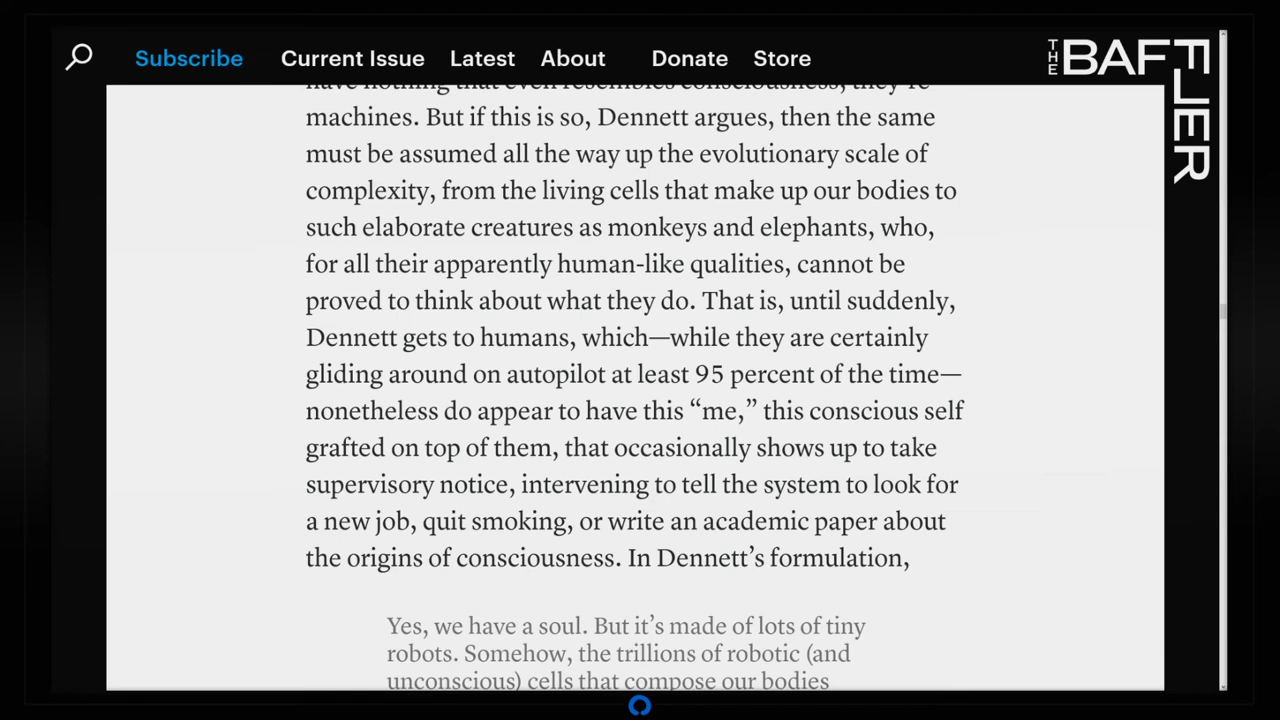 Subscribe Current Issue Latest About Donate Store
THE BAFFLER
have nothing that even resembles consciousness, they're
machines. But if this is so, Dennett argues, then the same
must be assumed all the way up the evolutionary scale of
complexity, from the living cells that make up our bodies to
such elaborate creatures as monkeys and elephants, who,
for all their apparently human-like qualities, cannot be
proved to think about what they do. That is, until suddenly,
Dennett gets to humans, which—while they are certainly
gliding around on autopilot at least 95 percent of the time—
nonetheless do appear to have this “me,” this conscious self
grafted on top of them, that occasionally shows up to take
supervisory notice, intervening to tell the system to look for
a new job, quit smoking, or write an academic paper about
the origins of consciousness. In Dennett’s formulation,
Yes, we have a soul. But it’s made of lots of tiny
robots. Somehow, the trillions of robotic (and
unconscious) cells that compose our bodies